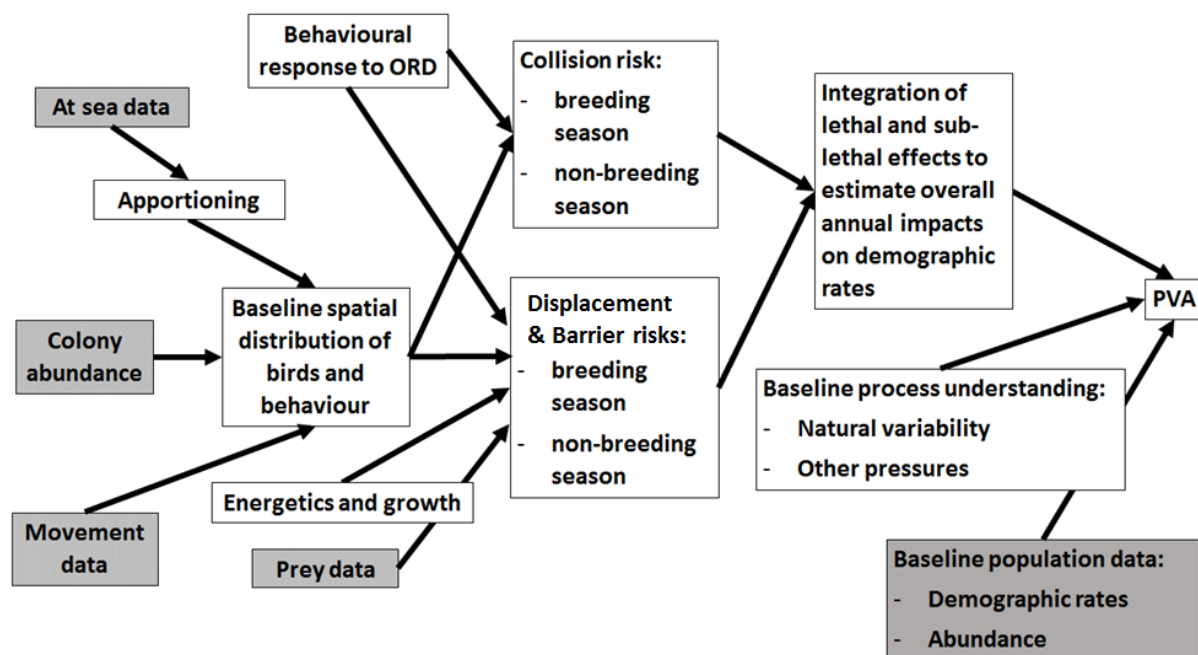 Behavioural
response to ORD
At sea data
Apportioning
Colony
abundance
Baseline spatial
distribution of
birds and
behaviour
Movement
data
Energetics and growth
Prey data
Collision risk:
- breeding
season
- non-breeding
season
Displacement
& Barrier risks:
- breeding
season
- non-breeding
season
Integration of
lethal and sub-
lethal effects to
estimate overall
annual impacts
on demographic
rates
PVA
Baseline process understanding:
- Natural variability
- Other pressures
Baseline population data:
- Demographic rates
- Abundance